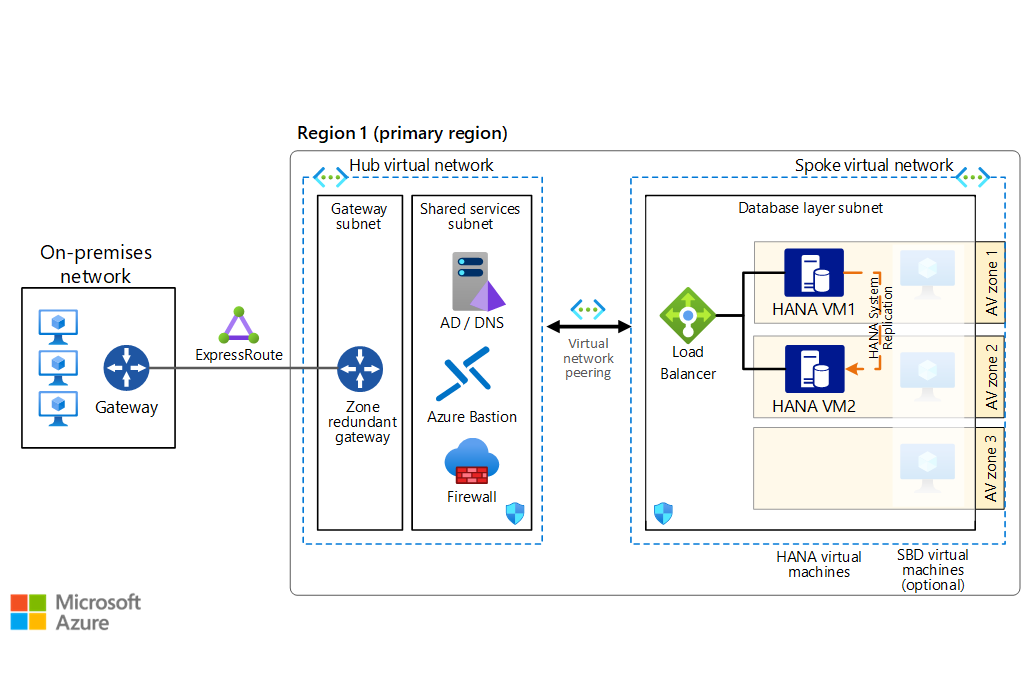 Region 1 (primary region)
Hub virtual network
Spoke virtual network
Gateway
subnet
Shared services
subnet
Database layer subnet
On-premises
network
Gateway
ExpressRoute
Zone
redundant
gateway
AD / DNS
Azure Bastion
Firewall
Virtual
network
peering
Load
Balancer
HANA VM1
HANA System
Replication
HANA VM2
AV zone 1
AV zone 2
AV zone 3
HANA virtual
machines
SBD virtual
machines
(optional)
Microsoft
Azure